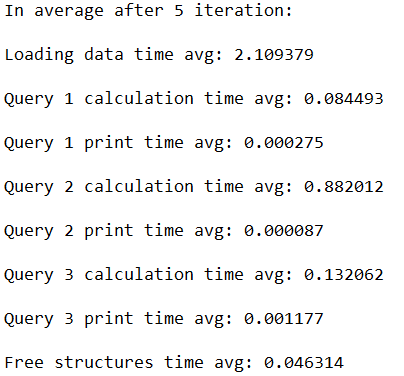 In average after 5 iteration:
Loading data time avg: 2.109379
Query 1 calculation time avg: 0.084493
Query 1 print time avg: 0.000275
Query 2 calculation time avg: 0.882012
Query 2 print time avg: 0.000087
Query 3 calculation time avg: 0.132062
Query 3 print time avg: 0.001177
Free structures time avg: 0.046314